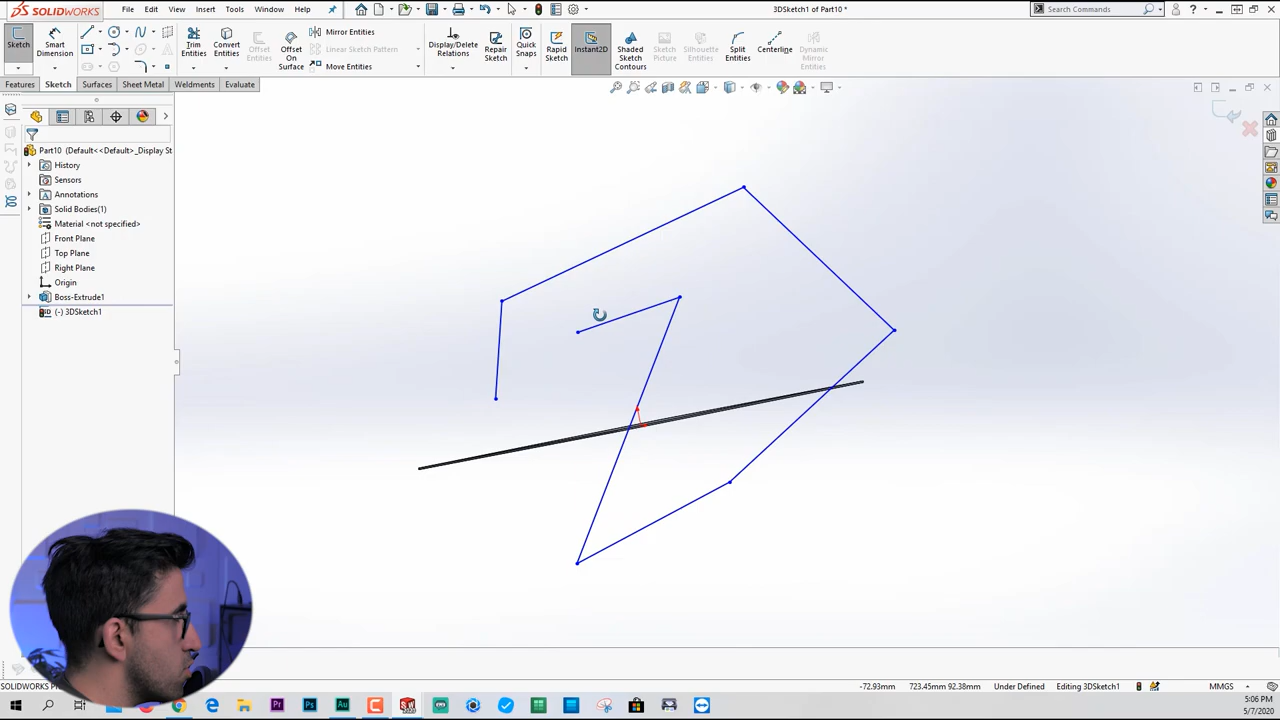 SOLIDWORKS
File Edit View Insert Tools Window Help
3DSketch1 of Part10 *
Search Commands
Sketch
Smart Dimension
Trim Entities
Convert Entities
Offset Entities
Offset On Surface
Mirror Entities
Linear Sketch Pattern
Move Entities
Display/Delete Relations
Repair Sketch
Quick Snaps
Rapid Sketch
Instant2D
Shaded Sketch Contours
Sketch Picture
Silhouette Entities
Split Entities
Centerline
Dynamic Mirror Entities
Features Sketch Surfaces Sheet Metal Weldments Evaluate
Part10 (Default<<Default>_Display St
History
Sensors
Annotations
Solid Bodies(1)
Material <not specified>
Front Plane
Top Plane
Right Plane
Origin
Boss-Extrude1
(-) 3DSketch1
SOLIDWORKS
-72.93mm 723.45mm 92.38mm Under Defined Editing 3DSketch1 MMGS
5:06 PM
5/7/2020